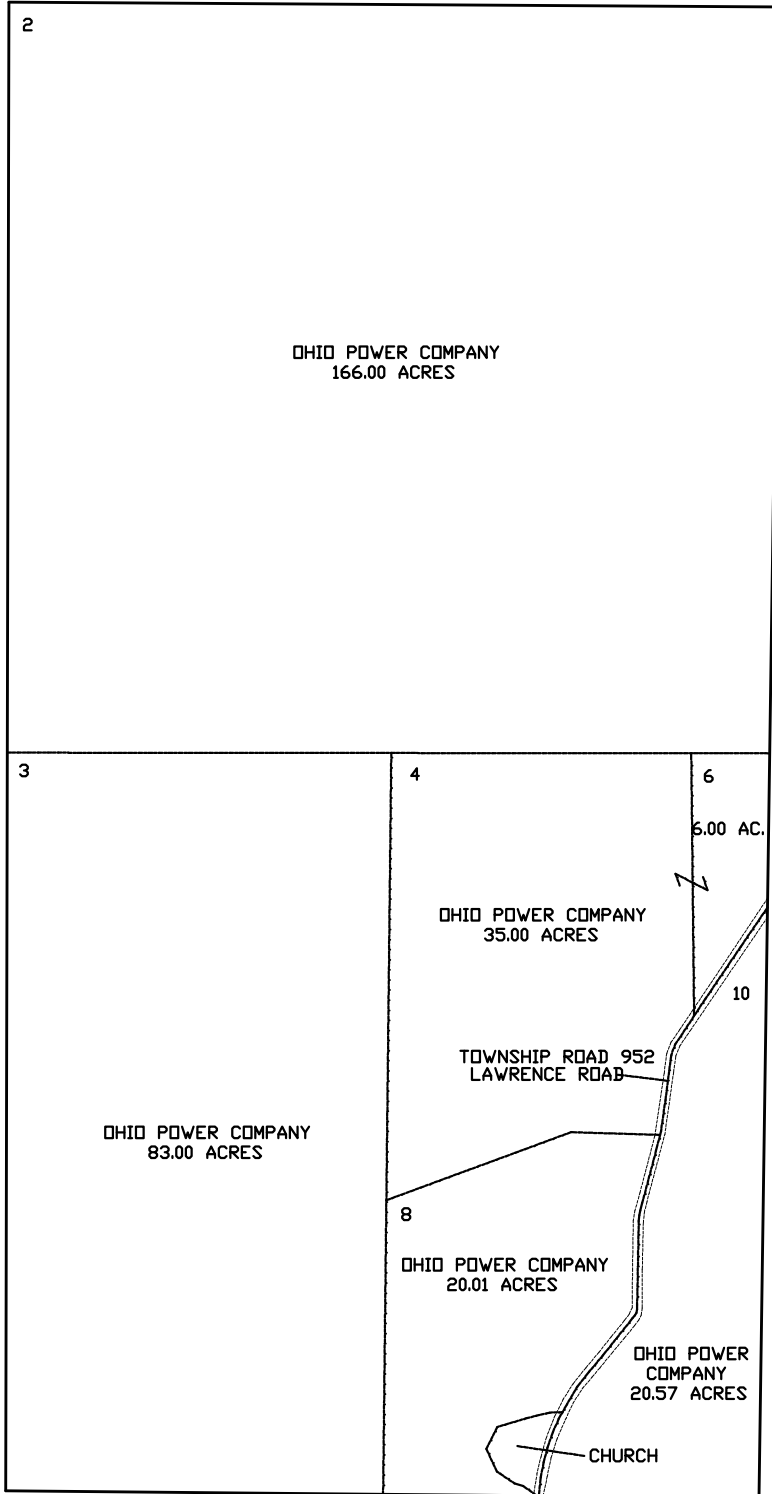 2
OHIO POWER COMPANY
166.00 ACRES
3
4
6
6.00 AC.
OHIO POWER COMPANY
35.00 ACRES
10
TOWNSHIP ROAD 952
LAWRENCE ROAD
OHIO POWER COMPANY
83.00 ACRES
8
OHIO POWER COMPANY
20.01 ACRES
OHIO POWER
COMPANY
20.57 ACRES
CHURCH